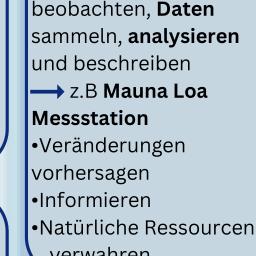 beobachten, Daten
sammeln, analysieren
und beschreiben
z.B Mauna Loa
Messstation
•Veränderungen
vorhersagen
•Informieren
•Natürliche Ressourcen
verwahren